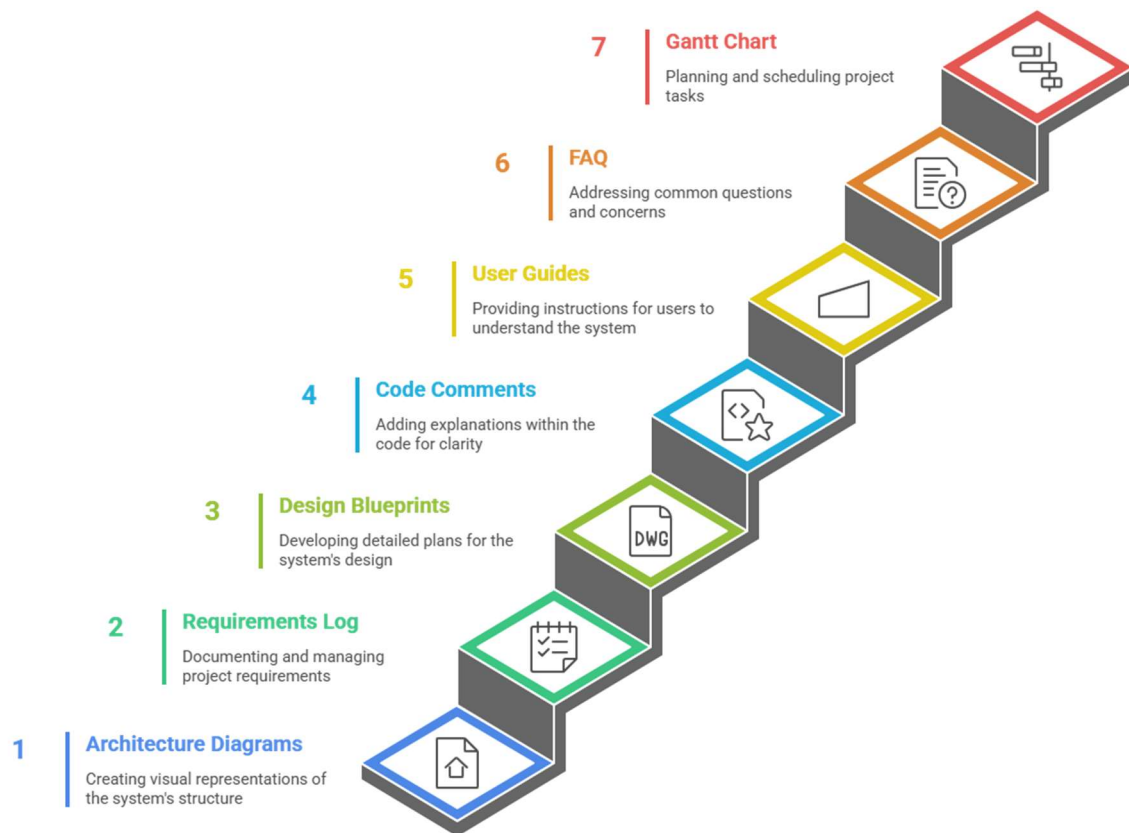 7
Gantt Chart
Planning and scheduling project
tasks
6
FAQ
Addressing common questions
and concerns
5
User Guides
Providing instructions for users to
understand the system
4
Code Comments
Adding explanations within the
code for clarity
3
Design Blueprints
Developing detailed plans for the
system's design
DWG
2
Requirements Log
Documenting and managing
project requirements
1
Architecture Diagrams
Creating visual representations of
the system's structure